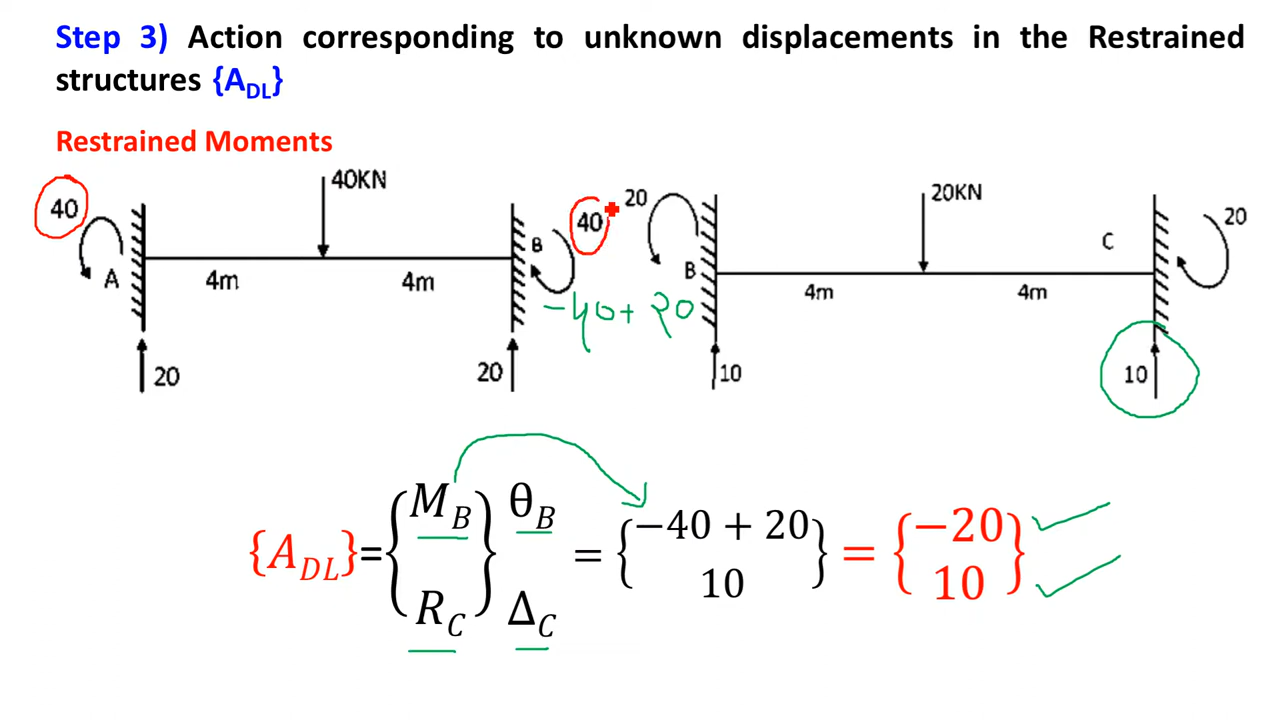 Step 3) Action corresponding to unknown displacements in the Restrained
structures {A_DL}
Restrained Moments
40 40KN 40 20 20KN 20
A B B C
4m 4m 4m 4m
-40+ 20
20 20 10 10
{A_DL}={M_B R_C} θ_B Δ_C = {−40 + 20 10} = {−20 10}